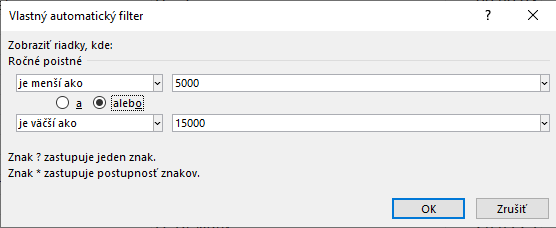 Vlastný automatický filter ? ×
Zobraziť riadky, kde:
Ročné poistné
je menší ako 5000
a alebo
je väčší ako 15000
Znak ? zastupuje jeden znak.
Znak * zastupuje postupnosť znakov.
OK Zrušiť